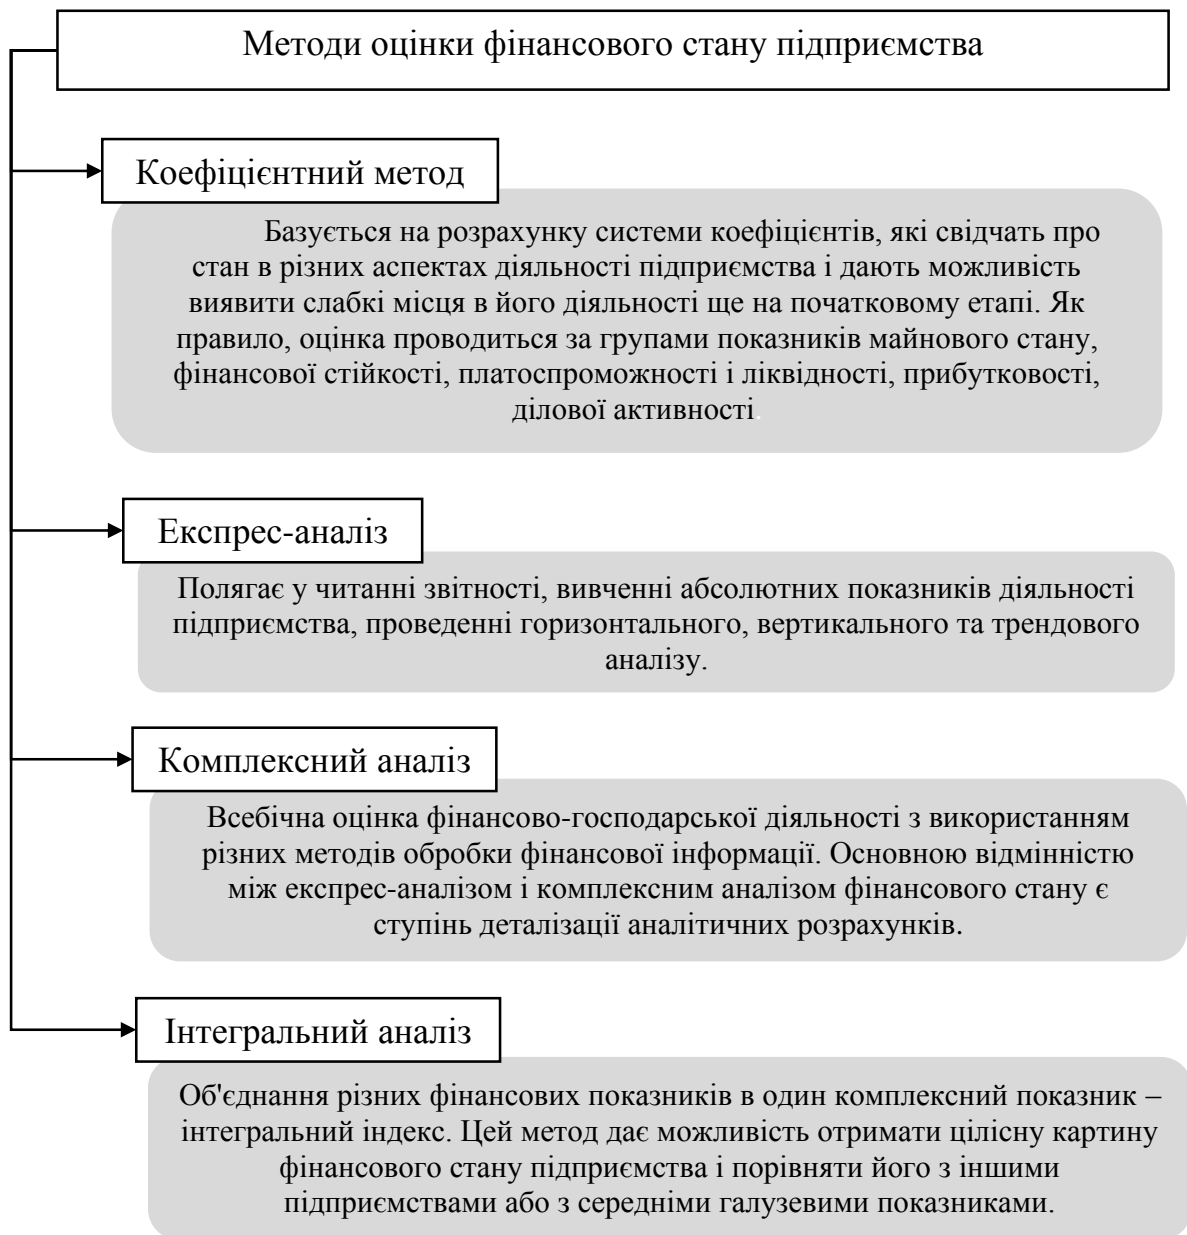 Методи оцінки фінансового стану підприємства
Коефіцієнтний метод
Базується на розрахунку системи коефіцієнтів, які свідчать про
стан в різних аспектах діяльності підприємства і дають можливість
виявити слабкі місця в його діяльності ще на початковому етапі. Як
правило, оцінка проводиться за групами показників майнового стану,
фінансової стійкості, платоспроможності і ліквідності, прибутковості,
ділової активності.
Експрес-аналіз
Полягає у читанні звітності, вивченні абсолютних показників діяльності
підприємства, проведенні горизонтального, вертикального та трендового
аналізу.
Комплексний аналіз
Всебічна оцінка фінансово-господарської діяльності з використанням
різних методів обробки фінансової інформації. Основною відмінністю
між експрес-аналізом і комплексним аналізом фінансового стану є
ступінь деталізації аналітичних розрахунків.
Інтегральний аналіз
Об'єднання різних фінансових показників в один комплексний показник –
інтегральний індекс. Цей метод дає можливість отримати цілісну картину
фінансового стану підприємства і порівняти його з іншими
підприємствами або з середніми галузевими показниками.